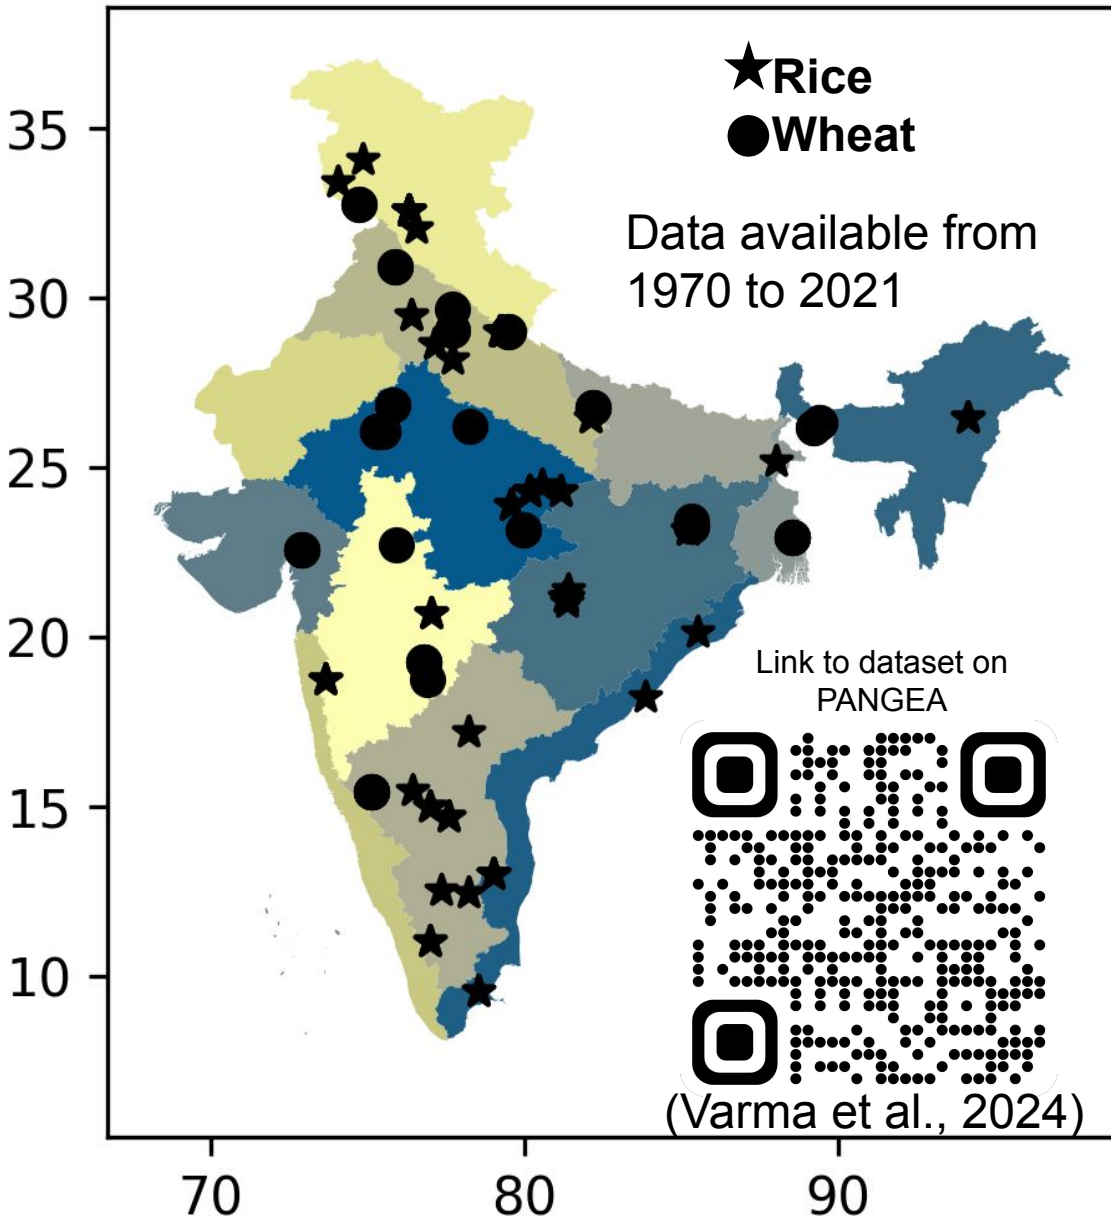 Rice
Wheat
Data available from
1970 to 2021
35
30
25
20
15
10
Link to dataset on
PANGEA
(Varma et al., 2024)
70
80
90